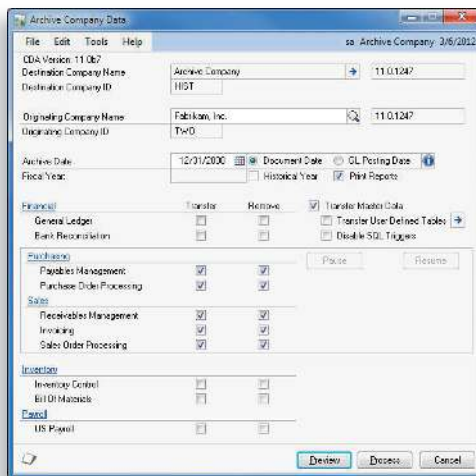 Archive Company Data
File Edit Tools Help sa Archive Company 3/6/2012
CDA Version: 11.0b7
Destination Company Name Archive Company 11.0.1247
Destination Company ID HIST
Originating Company Name Fabrikam, Inc. 11.0.1247
Originating Company ID TWO
Archive Date 12/31/2000 Document Date GL Posting Date
Fiscal Year: Historical Year Print Reports
Financial Transfer Remove Transfer Master Data
General Ledger Transfer User Defined Tables
Bank Reconciliation Disable SQL Triggers
Purchasing Pause Resume
Payables Management
Purchase Order Processing
Sales
Receivables Management
Invoicing
Sales Order Processing
Inventory
Inventory Control
Bill Of Materials
Payroll
US Payroll
Preview Process Cancel